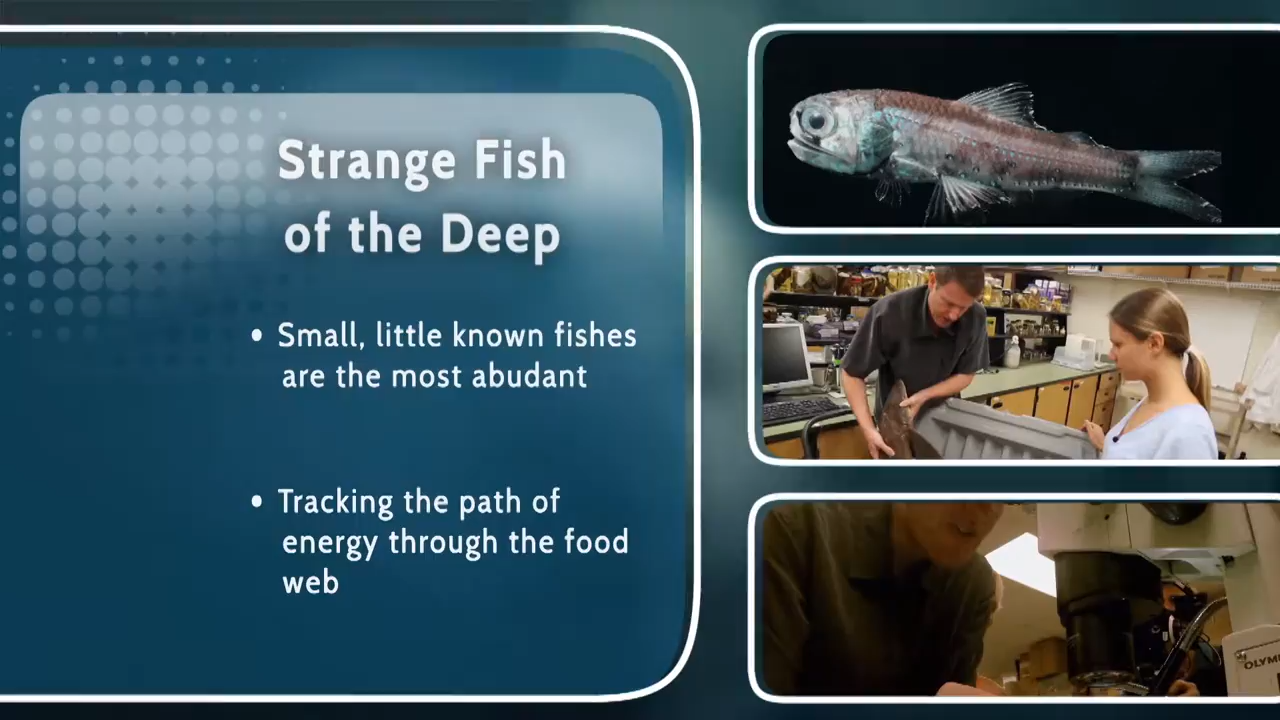 Strange Fish
of the Deep
• Small, little known fishes
are the most abudant
• Tracking the path of
energy through the food
web
OLYM